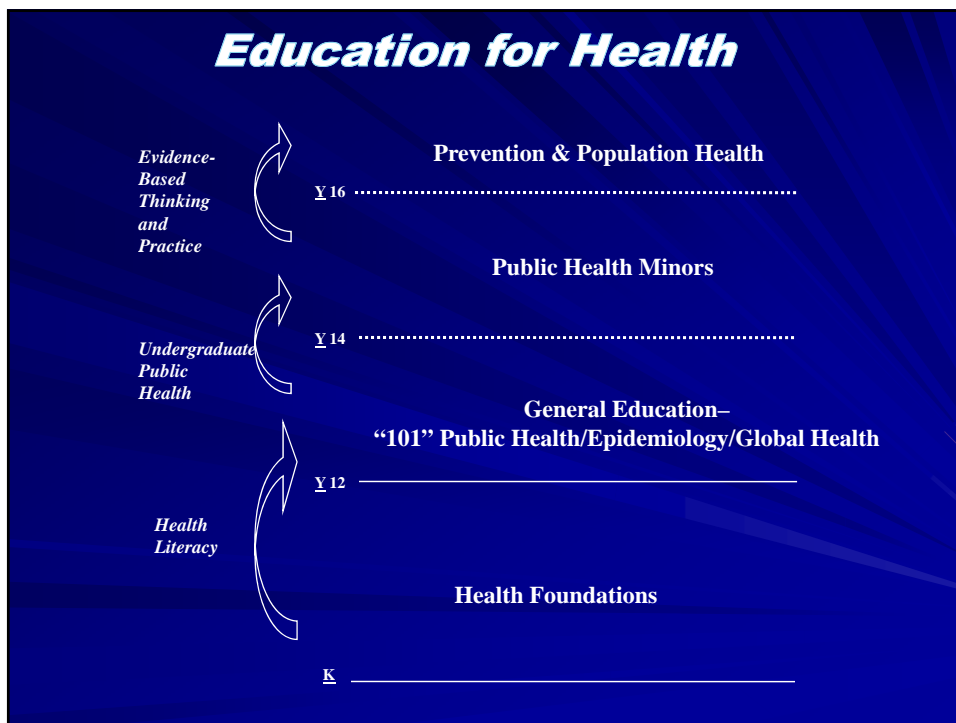 Education for Health
Evidence-
Based
Thinking
and
Practice
Prevention & Population Health
Y 16
Public Health Minors
Y 14
Undergraduate
Public
Health
General Education–
“101” Public Health/Epidemiology/Global Health
Y 12
Health
Literacy
Health Foundations
K